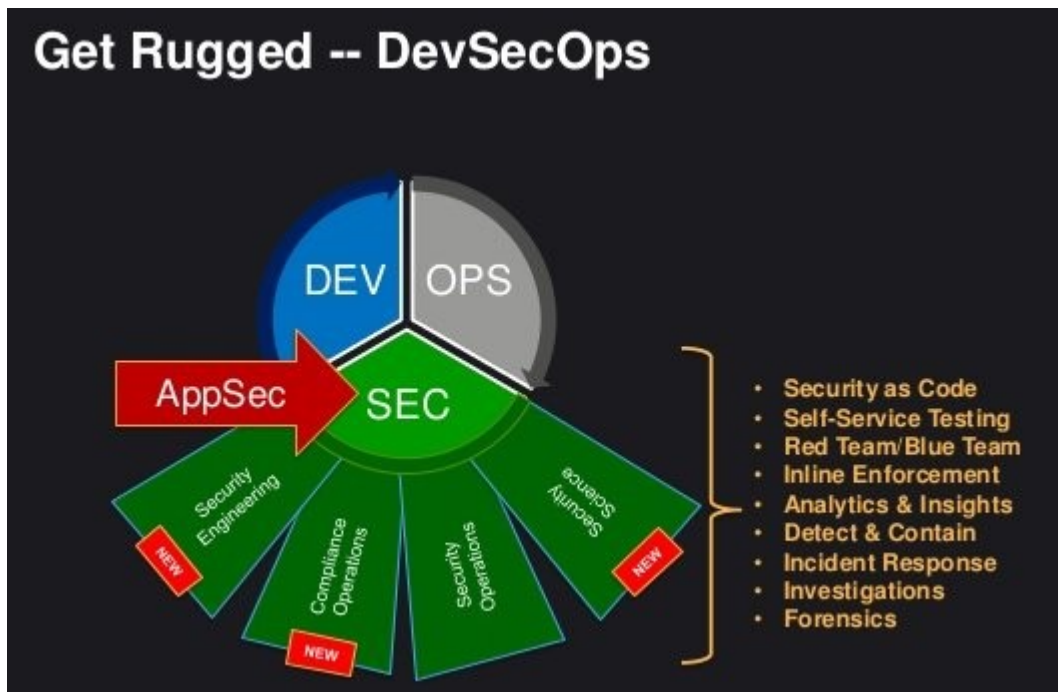 Get Rugged -- DevSecOps
DEV
OPS
AppSec
SEC
Security
Engineering
NEW
Compliance
Operations
NEW
Security
Operations
Security
Science
NEW
• Security as Code
• Self-Service Testing
• Red Team/Blue Team
• Inline Enforcement
• Analytics & Insights
• Detect & Contain
• Incident Response
• Investigations
• Forensics